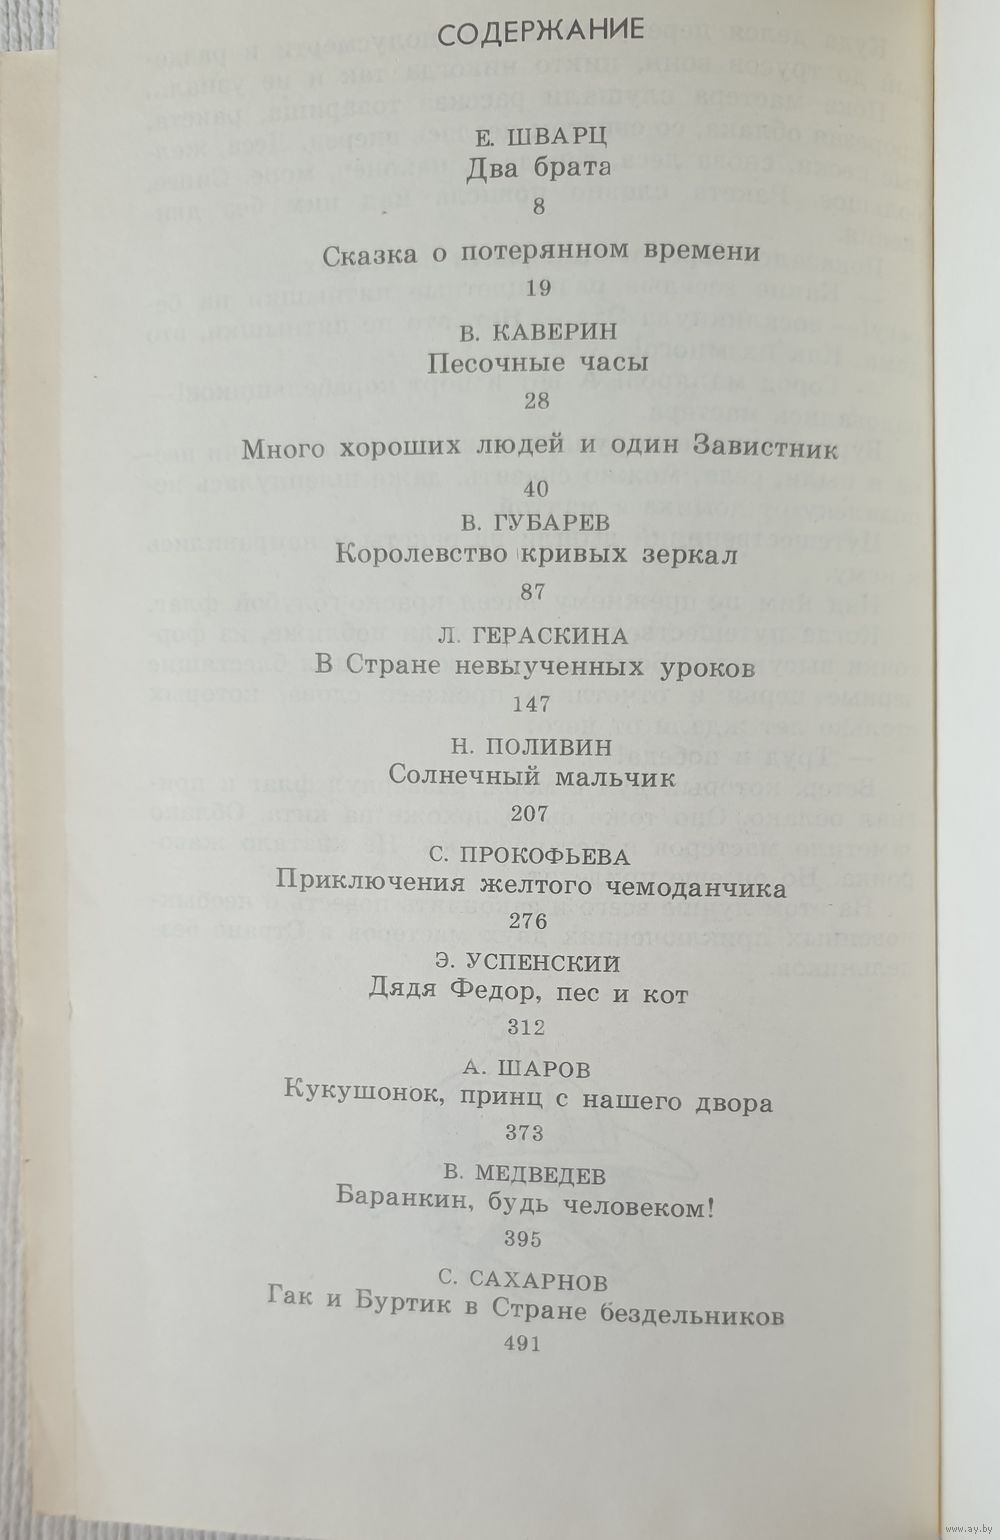 СОДЕРЖАНИЕ
Е. ШВАРЦ
Два брата
8
Сказка о потерянном времени
19
В. КАВЕРИН
Песочные часы
28
Много хороших людей и один Завистник
40
В. ГУБАРЕВ
Королевство кривых зеркал
87
Л. ГЕРАСКИНА
В Стране невыученных уроков
147
Н. ПОЛИВИН
Солнечный мальчик
207
С. ПРОКОФЬЕВА
Приключения желтого чемоданчика
276
Э. УСПЕНСКИЙ
Дядя Федор, пес и кот
312
А. ШАРОВ
Кукушонок, принц с нашего двора
373
В. МЕДВЕДЕВ
Баранкин, будь человеком!
395
С. САХАРНОВ
Гак и Буртик в Стране бездельников
491
www.ay.by